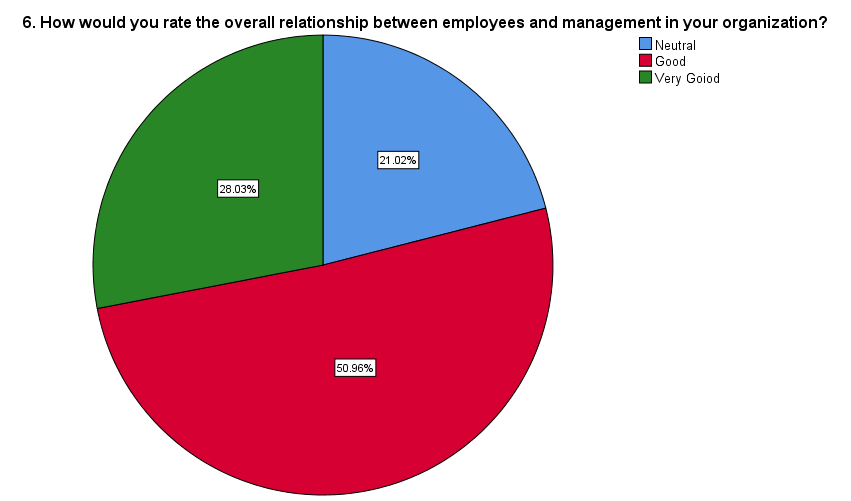 6. How would you rate the overall relationship between employees and management in your organization?
Neutral
Good
Very Goiod
21.02%
28.03%
50.96%